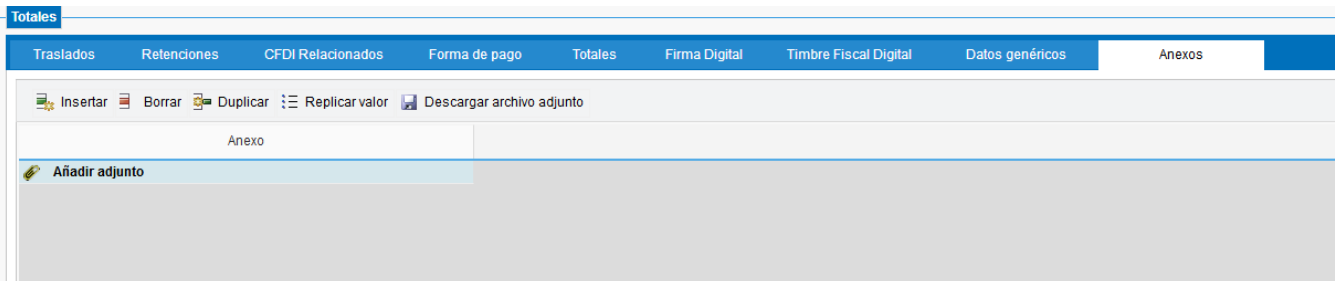 Totales
Traslados Retenciones CFDI Relacionados Forma de pago Totales Firma Digital Timbre Fiscal Digital Datos genéricos Anexos
Insertar Borrar Duplicar Replicar valor Descargar archivo adjunto
Anexo
Añadir adjunto